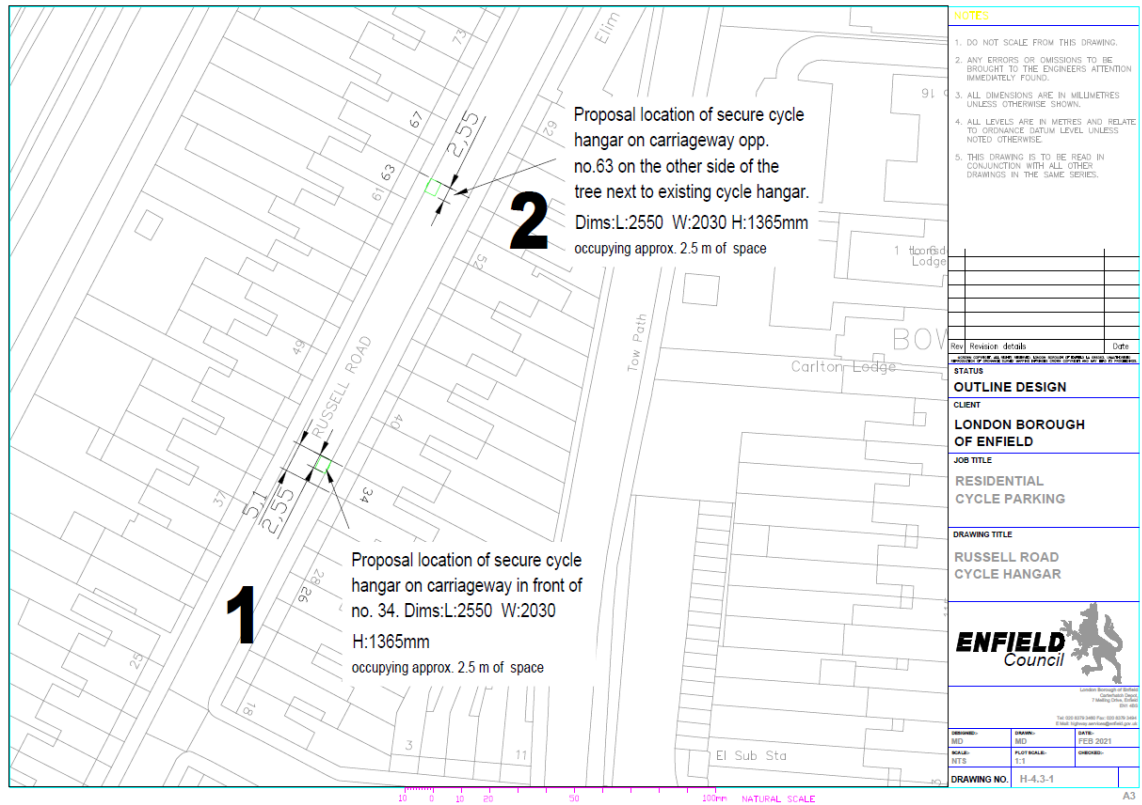 73
Elim
67
2,55
62
63
61
Proposal location of secure cycle
hangar on carriageway opp.
no.63 on the other side of the
tree next to existing cycle hangar.
2
Dims:L:2550 W:2030 H:1365mm
occupying approx. 2.5 m of space
16
Lodge
52
BOW
Tow Path
Carlton Lodge
49
RUSSELL ROAD
40
37
5,1
2,55
34
Proposal location of secure cycle
hangar on carriageway in front of
no. 34. Dims:L:2550 W:2030
H:1365mm
occupying approx. 2.5 m of space
1
28
26
25
18
3
11
El Sub Sta
NOTES
1. DO NOT SCALE FROM THIS DRAWING.
2. ANY ERRORS OR OMISSIONS TO BE
BROUGHT TO THE ENGINEERS ATTENTION
IMMEDIATELY FOUND.
3. ALL DIMENSIONS ARE IN MILLIMETRES
UNLESS OTHERWISE SHOWN.
4. ALL LEVELS ARE IN METRES AND RELATE
TO ORDNANCE DATUM LEVEL UNLESS
NOTED OTHERWISE.
5. THIS DRAWING IS TO BE READ IN
CONJUNCTION WITH ALL OTHER
DRAWINGS IN THE SAME SERIES.
Rev Revision details Date
STATUS
OUTLINE DESIGN
CLIENT
LONDON BOROUGH
OF ENFIELD
JOB TITLE
RESIDENTIAL
CYCLE PARKING
DRAWING TITLE
RUSSELL ROAD
CYCLE HANGAR
ENFIELD
Council
London Borough of Enfield
DESIGNED:- DRAWN:- DATE:-
MD MD FEB 2021
SCALE:- PLOT SCALE:- CHECKED:-
NTS 1:1
DRAWING NO. H-4.3-1
10 0 10 20 50 100mm NATURAL SCALE
A3